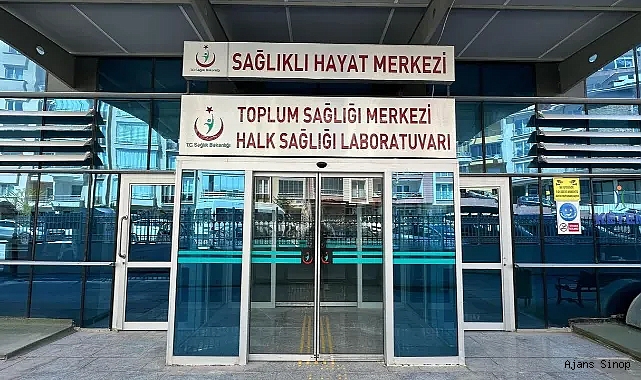 SAĞLIKLI HAYAT MERKEZİ
TOPLUM SAĞLIĞI MERKEZİ
HALK SAĞLIĞI LABORATUVARI
T.C. Sağlık Bakanlığı
Ajans Sinop